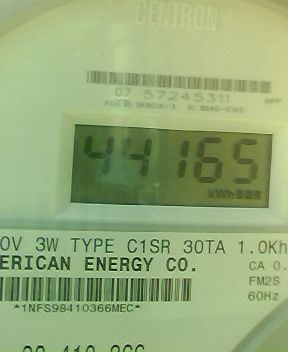 CENTRON
07 57245311
44165
kWh
0V 3W TYPE C1SR 30TA 1.0Kh
ERICAN ENERGY CO.
CA 0.
FM2S
60Hz
*1NFS98410366MEC*